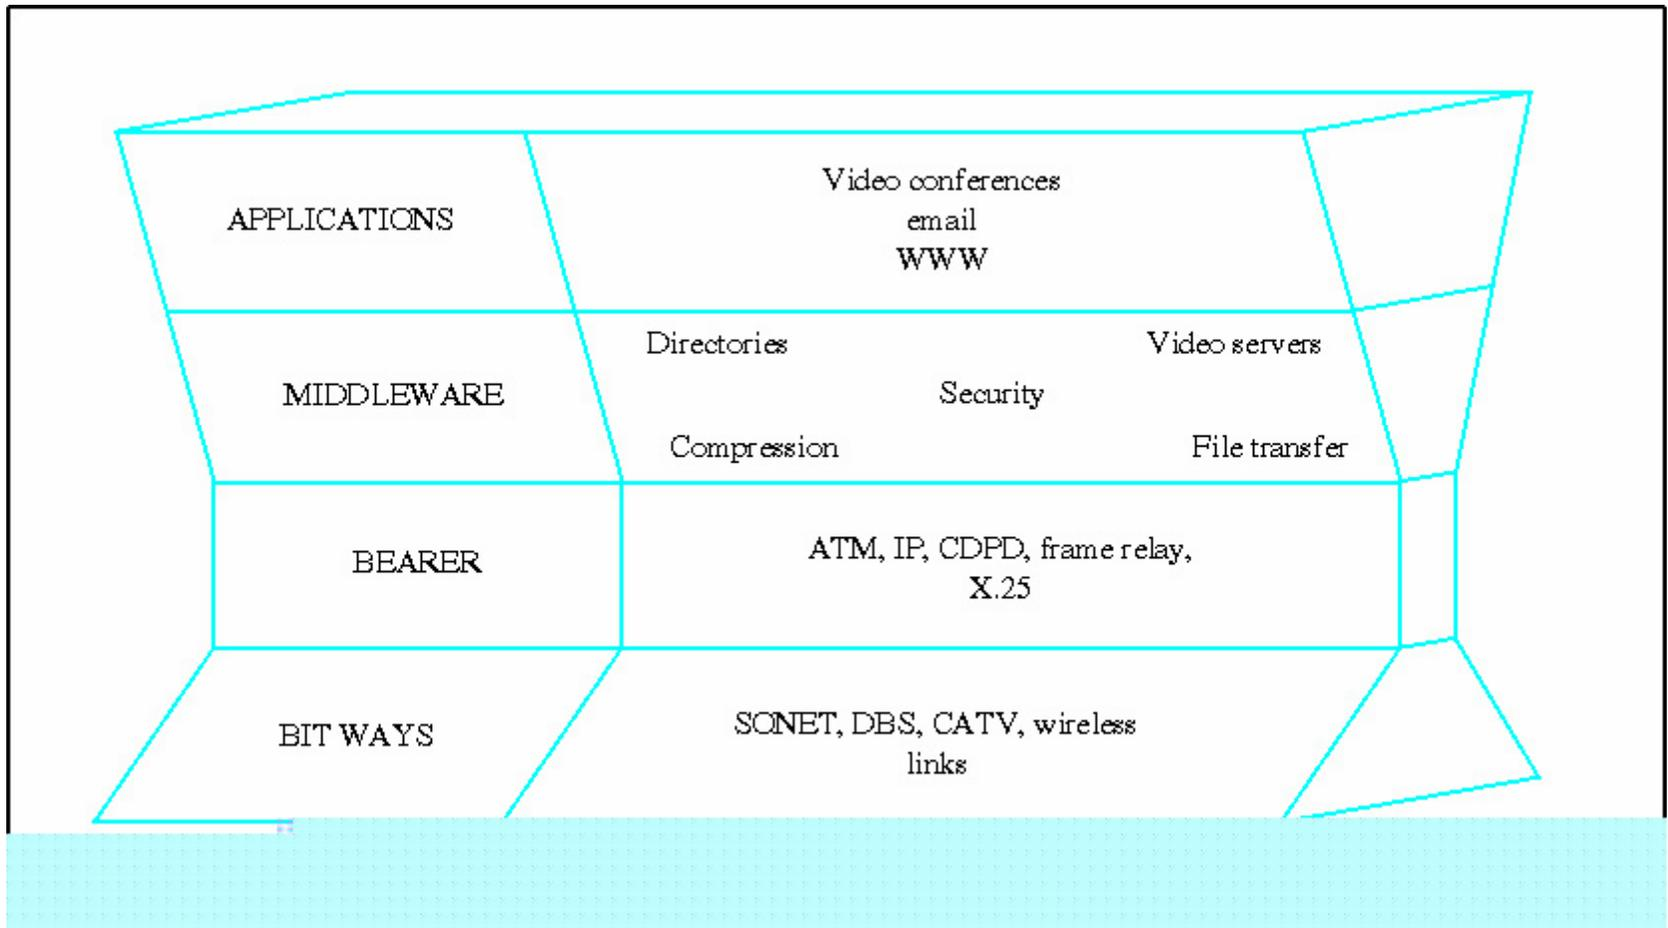 APPLICATIONS
Video conferences
email
WWW
MIDDLEWARE
Directories
Video servers
Security
Compression
File transfer
BEARER
ATM, IP, CDPD, frame relay,
X.25
BIT WAYS
SONET, DBS, CATV, wireless
links